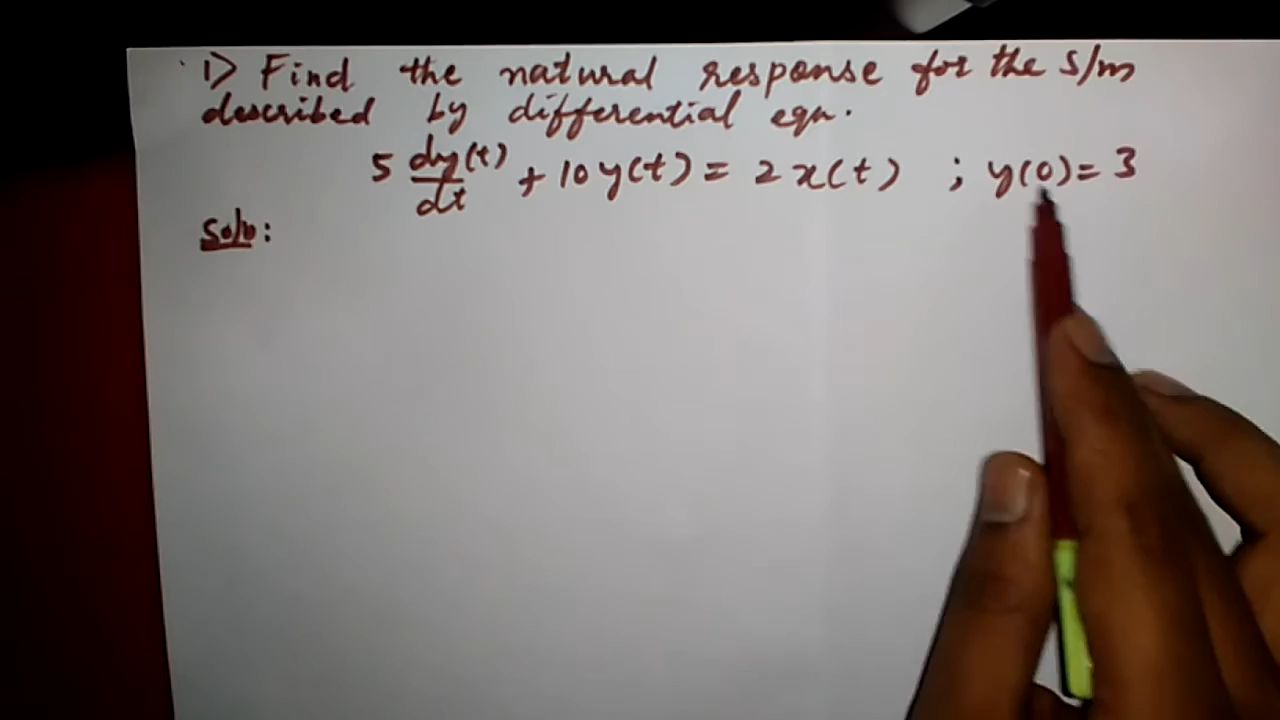 1) Find the natural response for the s/m
described by differential eqn.
5 dy(t)/dt + 10y(t) = 2x(t) ; y(0) = 3
Soln: